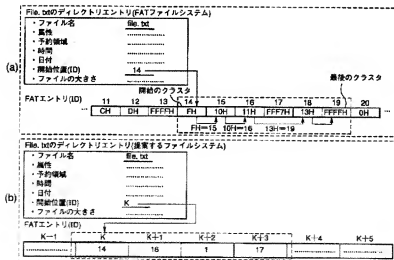 File. txtのディレクトリエントリ(FATファイルシステム)
(a)
・ファイル名 file. txt
・属性
・予約領域
・時間
・日付
・開始位置(ID) 14
・ファイルの大きさ
開始のクラスタ
最後のクラスタ
FATエントリ(ID)
11 12 13 14 15 16 17 18 19 20
CH DH FFFFH FH 10H 11H FFF7H 13H FFFFH 0H
FH=15 10H=16 13H=19
File. txtのディレクトリエントリ(提案するファイルシステム)
(b)
・ファイル名 file. txt
・属性
・予約領域
・時間
・日付
・開始位置(ID) K
・ファイルの大きさ
FATエントリ(ID)
K-1 K K+1 K+2 K+3 K+4 K+5
14 16 1 17